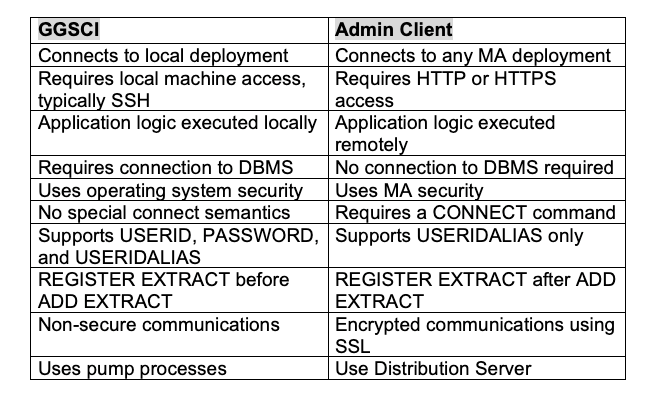 GGSCI
Admin Client
Connects to local deployment
Connects to any MA deployment
Requires local machine access,
typically SSH
Requires HTTP or HTTPS
access
Application logic executed locally
Application logic executed
remotely
Requires connection to DBMS
No connection to DBMS required
Uses operating system security
Uses MA security
No special connect semantics
Requires a CONNECT command
Supports USERID, PASSWORD,
and USERIDALIAS
Supports USERIDALIAS only
REGISTER EXTRACT before
ADD EXTRACT
REGISTER EXTRACT after ADD
EXTRACT
Non-secure communications
Encrypted communications using
SSL
Uses pump processes
Use Distribution Server